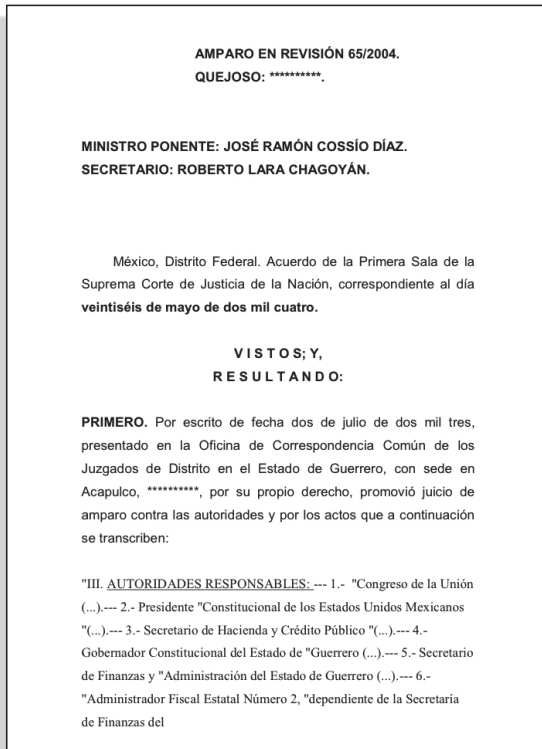 AMPARO EN REVISIÓN 65/2004.
QUEJOSO: **********.
MINISTRO PONENTE: JOSÉ RAMÓN COSSÍO DÍAZ.
SECRETARIO: ROBERTO LARA CHAGOYÁN.
México, Distrito Federal. Acuerdo de la Primera Sala de la
Suprema Corte de Justicia de la Nación, correspondiente al día
veintiséis de mayo de dos mil cuatro.
V I S T O S; Y,
R E S U L T A N D O:
PRIMERO. Por escrito de fecha dos de julio de dos mil tres,
presentado en la Oficina de Correspondencia Común de los
Juzgados de Distrito en el Estado de Guerrero, con sede en
Acapulco, **********, por su propio derecho, promovió juicio de
amparo contra las autoridades y por los actos que a continuación
se transcriben:
"III. AUTORIDADES RESPONSABLES: --- 1.- "Congreso de la Unión
(...).--- 2.- Presidente "Constitucional de los Estados Unidos Mexicanos
"(...).--- 3.- Secretario de Hacienda y Crédito Público "(...).--- 4.-
Gobernador Constitucional del Estado de "Guerrero (...).--- 5.- Secretario
de Finanzas y "Administración del Estado de Guerrero (...).--- 6.-
"Administrador Fiscal Estatal Número 2, "dependiente de la Secretaría
de Finanzas del